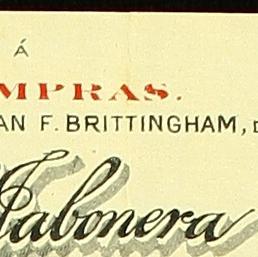 Á
MPRAS.
AN F. BRITTINGHAM,
Jabonera